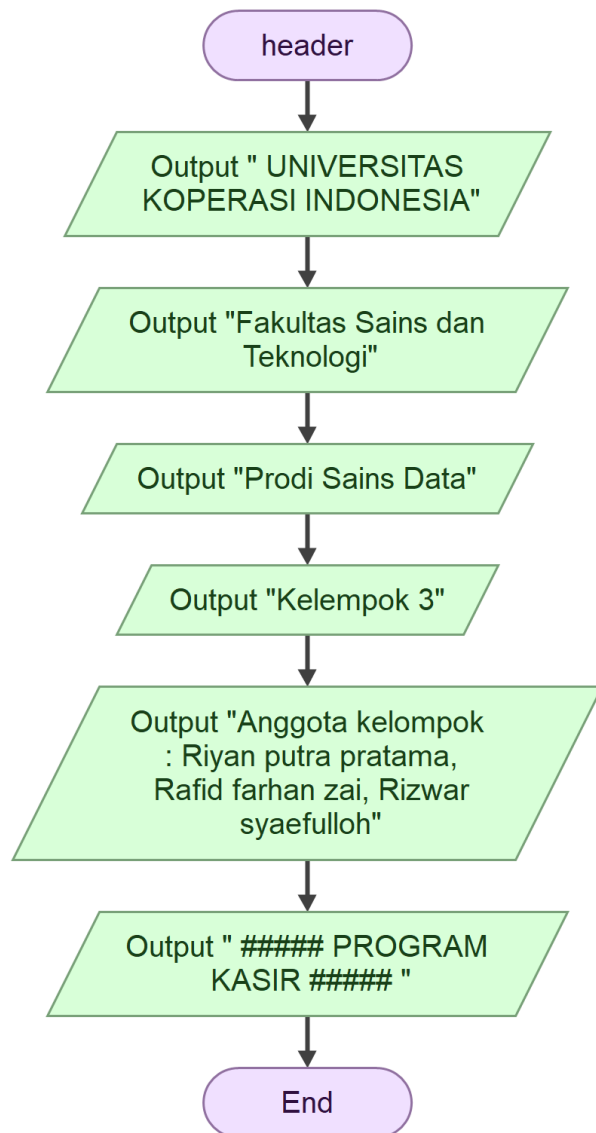 header
Output " UNIVERSITAS
KOPERASI INDONESIA"
Output "Fakultas Sains dan
Teknologi"
Output "Prodi Sains Data"
Output "Kelempok 3"
Output "Anggota kelompok
: Riyan putra pratama,
Rafid farhan zai, Rizwar
syaefulloh"
Output " ##### PROGRAM
KASIR ##### "
End